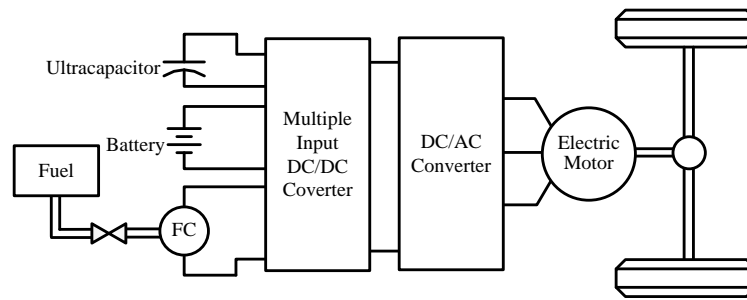 Ultracapacitor
Battery
Fuel
FC
Multiple
Input
DC/DC
Coverter
DC/AC
Converter
Electric
Motor